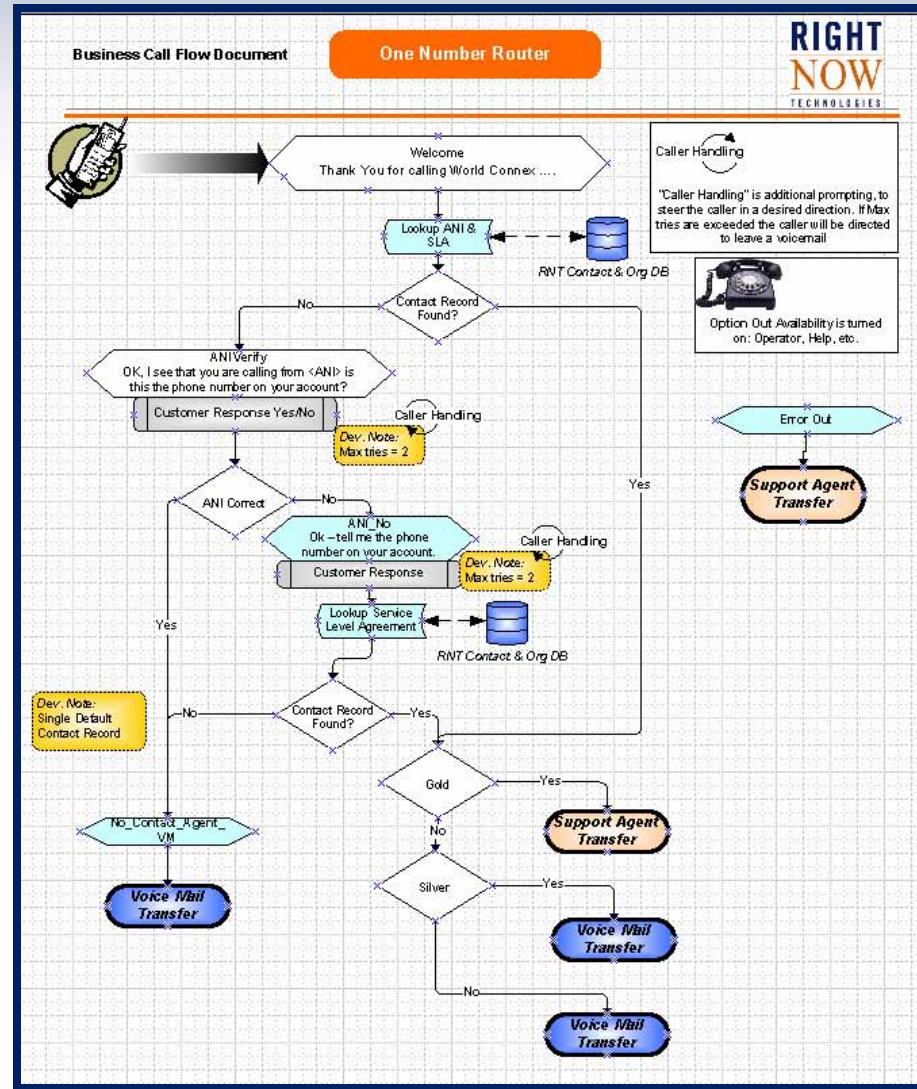 Business Call Flow Document
One Number Router
RIGHT
NOW
TECHNOLOGIES
Welcome
Thank You for calling World Connex ....
Caller Handling
"Caller Handling" is additional prompting, to
steer the caller in a desired direction. If Max
tries are exceeded the caller will be directed
to leave a voicemail
Lookup ANI &
SLA
RNT Contact & Org DB
Contact Record
Found?
No
Option Out Availability is turned
on: Operator, Help, etc.
ANIVerify
OK, I see that you are calling from <ANI> is
this the phone number on your account?
Customer Response Yes/No
Caller Handling
Dev. Note:
Max tries = 2
Error Out
Support Agent
Transfer
Yes
ANI Correct
No
ANI_No
Ok – tell me the phone
number on your account.
Caller Handling
Customer Response
Dev. Note:
Max tries = 2
Lookup Service
Level Agreement
RNT Contact & Org DB
Yes
Dev. Note:
Single Default
Contact Record
No
Contact Record
Found?
Yes
Gold
Yes
Support Agent
Transfer
No
No_Contact_Agent_
VM
Voice Mail
Transfer
Silver
Yes
Voice Mail
Transfer
No
Voice Mail
Transfer